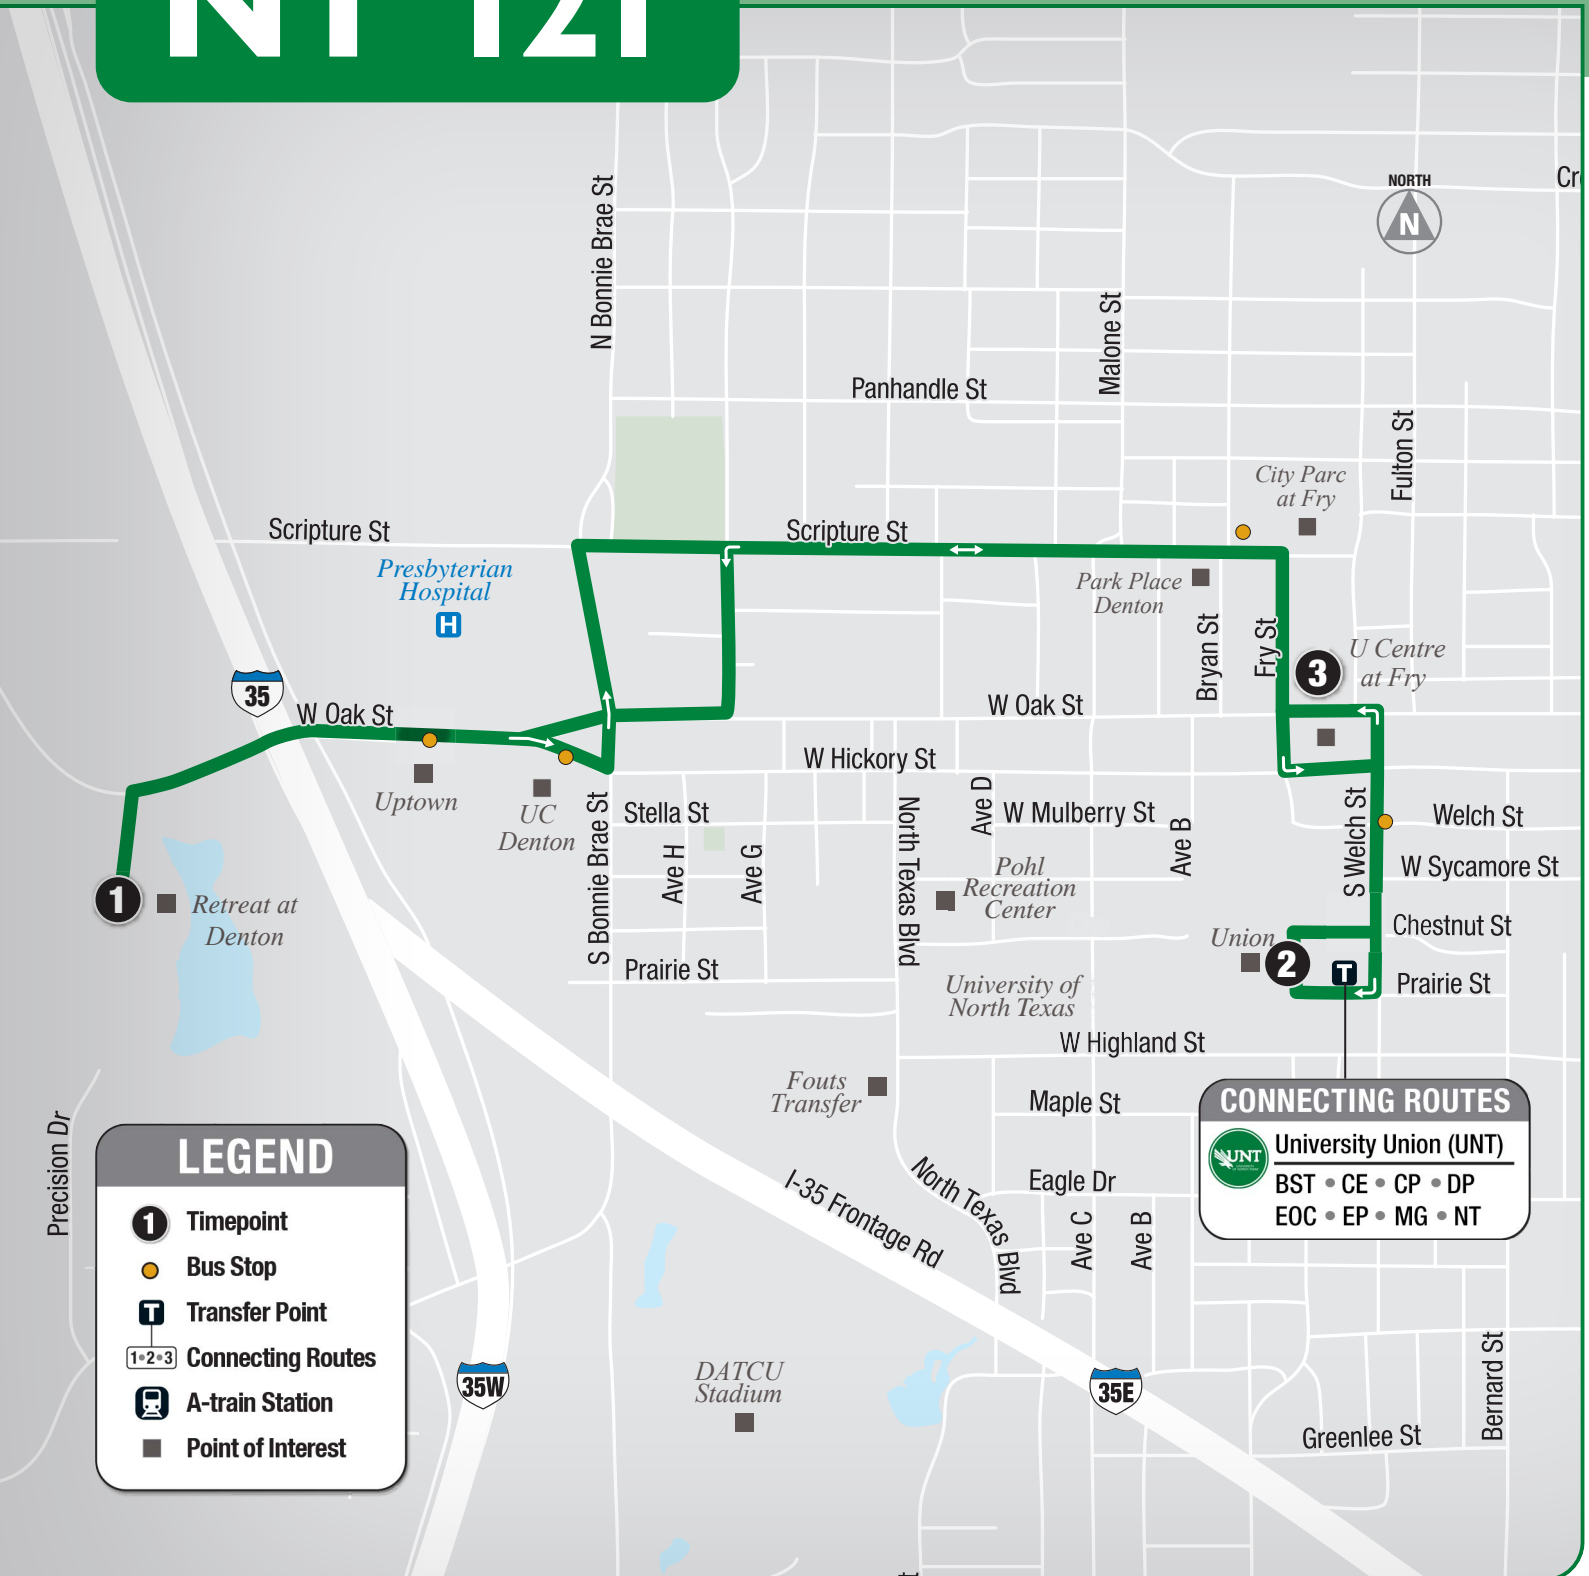 NT 121
NORTH
N
Cr
N Bonnie Brae St
Malone St
Panhandle St
Fulton St
City Parc
at Fry
Scripture St
Scripture St
Presbyterian
Hospital
H
Park Place
Denton
Bryan St
Fry St
3
U Centre
at Fry
35
W Oak St
W Oak St
W Hickory St
Uptown
UC
Denton
S Bonnie Brae St
Stella St
Ave H
Ave G
North Texas Blvd
Ave D
W Mulberry St
Ave B
S Welch St
Welch St
W Sycamore St
Pohl
Recreation
Center
1
Retreat at
Denton
Chestnut St
Union
2
T
Prairie St
Prairie St
University of
North Texas
W Highland St
Fouts
Transfer
Maple St
CONNECTING ROUTES
UNT
University Union (UNT)
BST • CE • CP • DP
EOC • EP • MG • NT
Precision Dr
I-35 Frontage Rd
North Texas Blvd
Eagle Dr
Ave C
Ave B
LEGEND
1 Timepoint
Bus Stop
T Transfer Point
1•2•3 Connecting Routes
A-train Station
Point of Interest
35W
DATCU
Stadium
35E
Greenlee St
Bernard St